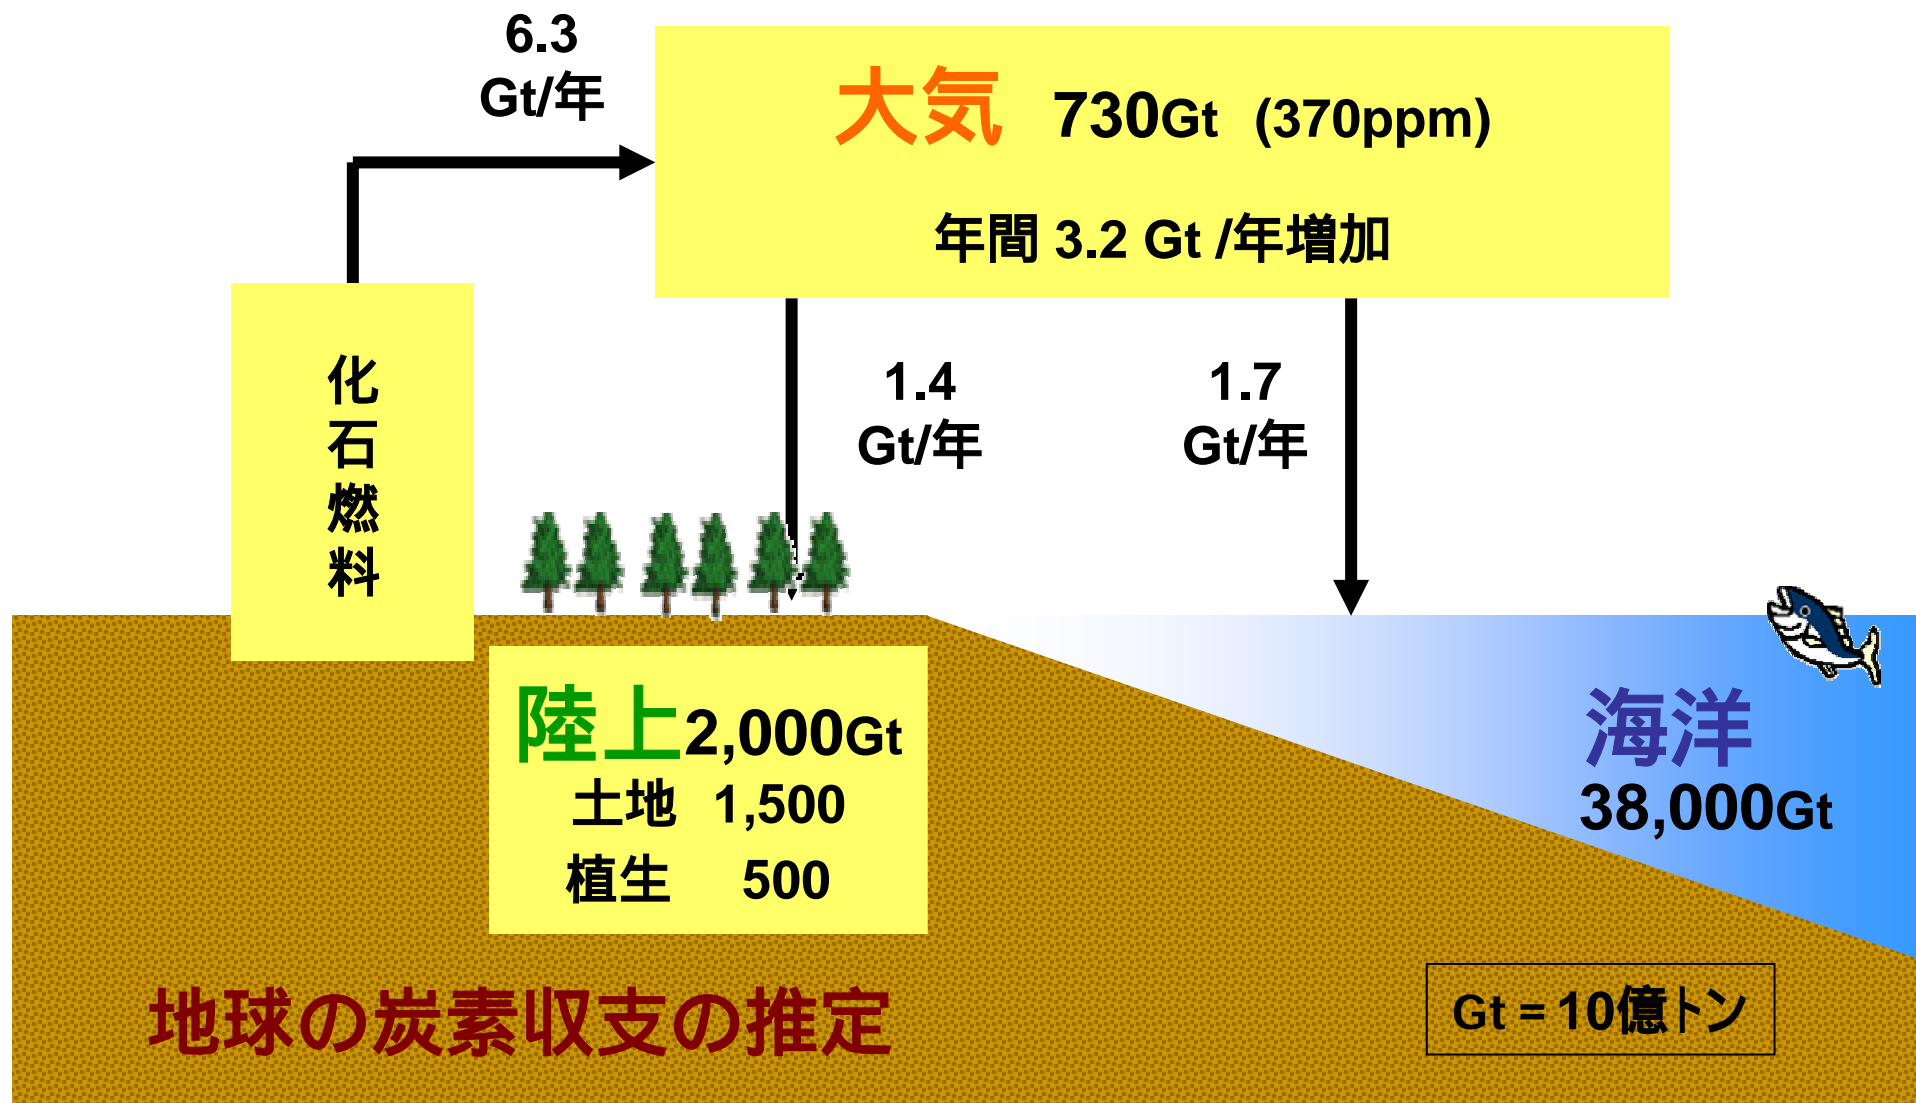 6.3
Gt/年
大気 730Gt (370ppm)
年間 3.2 Gt /年増加
化
石
燃
料
1.4
Gt/年
1.7
Gt/年
陸上2,000Gt
土地 1,500
植生 500
海洋
38,000Gt
地球の炭素収支の推定
Gt = 10億トン